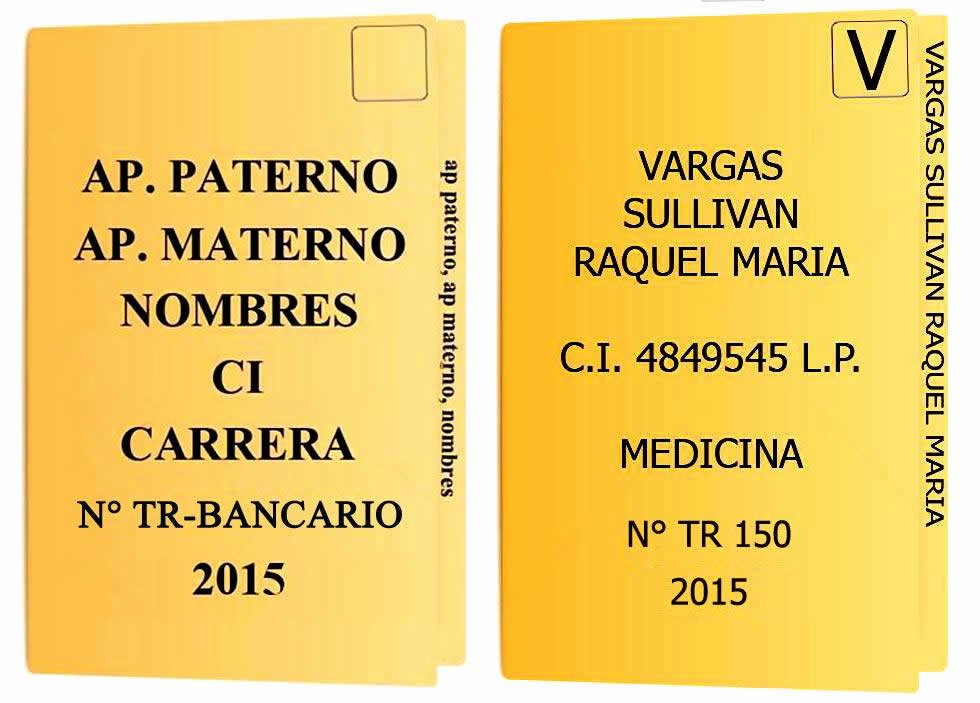 AP. PATERNO
AP. MATERNO
NOMBRES
CI
CARRERA
N° TR-BANCARIO
2015
ap paterno, ap materno, nombres
V
VARGAS
SULLIVAN
RAQUEL MARIA
C.I. 4849545 L.P.
MEDICINA
N° TR 150
2015
VARGAS SULLIVAN RAQUEL MARIA